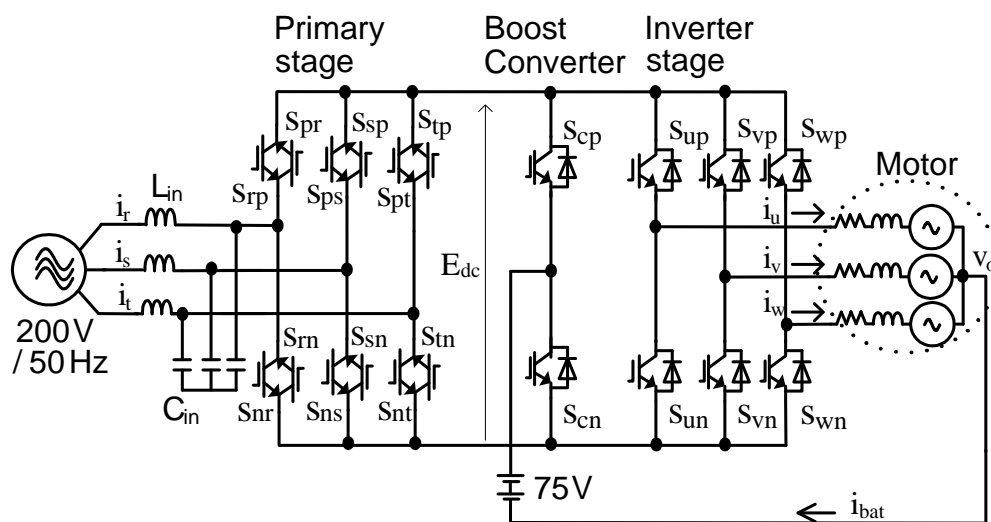 Primary stage
Boost Converter
Inverter stage
Spr
Ssp
Stp
Srp
Sps
Spt
Scp
Sup
Svp
Swp
Motor
Lin
ir
is
it
Edc
iu
iv
iw
vo
200V / 50 Hz
Cin
Srn
Ssn
Stn
Snr
Sns
Snt
Scn
Sun
Svn
Swn
75V
ibat